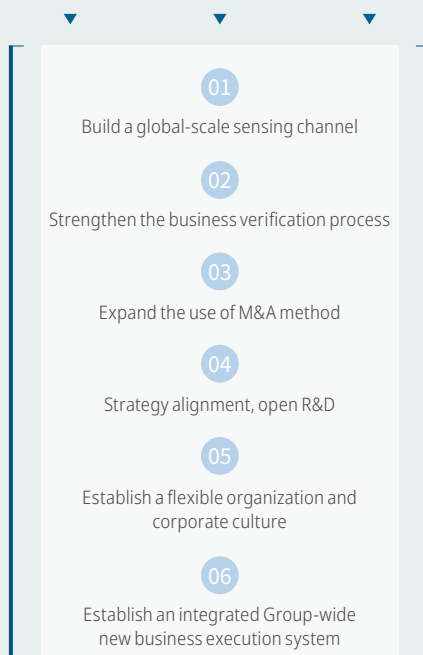 01
Build a global-scale sensing channel
02
Strengthen the business verification process
03
Expand the use of M&A method
04
Strategy alignment, open R&D
05
Establish a flexible organization and
corporate culture
06
Establish an integrated Group-wide
new business execution system